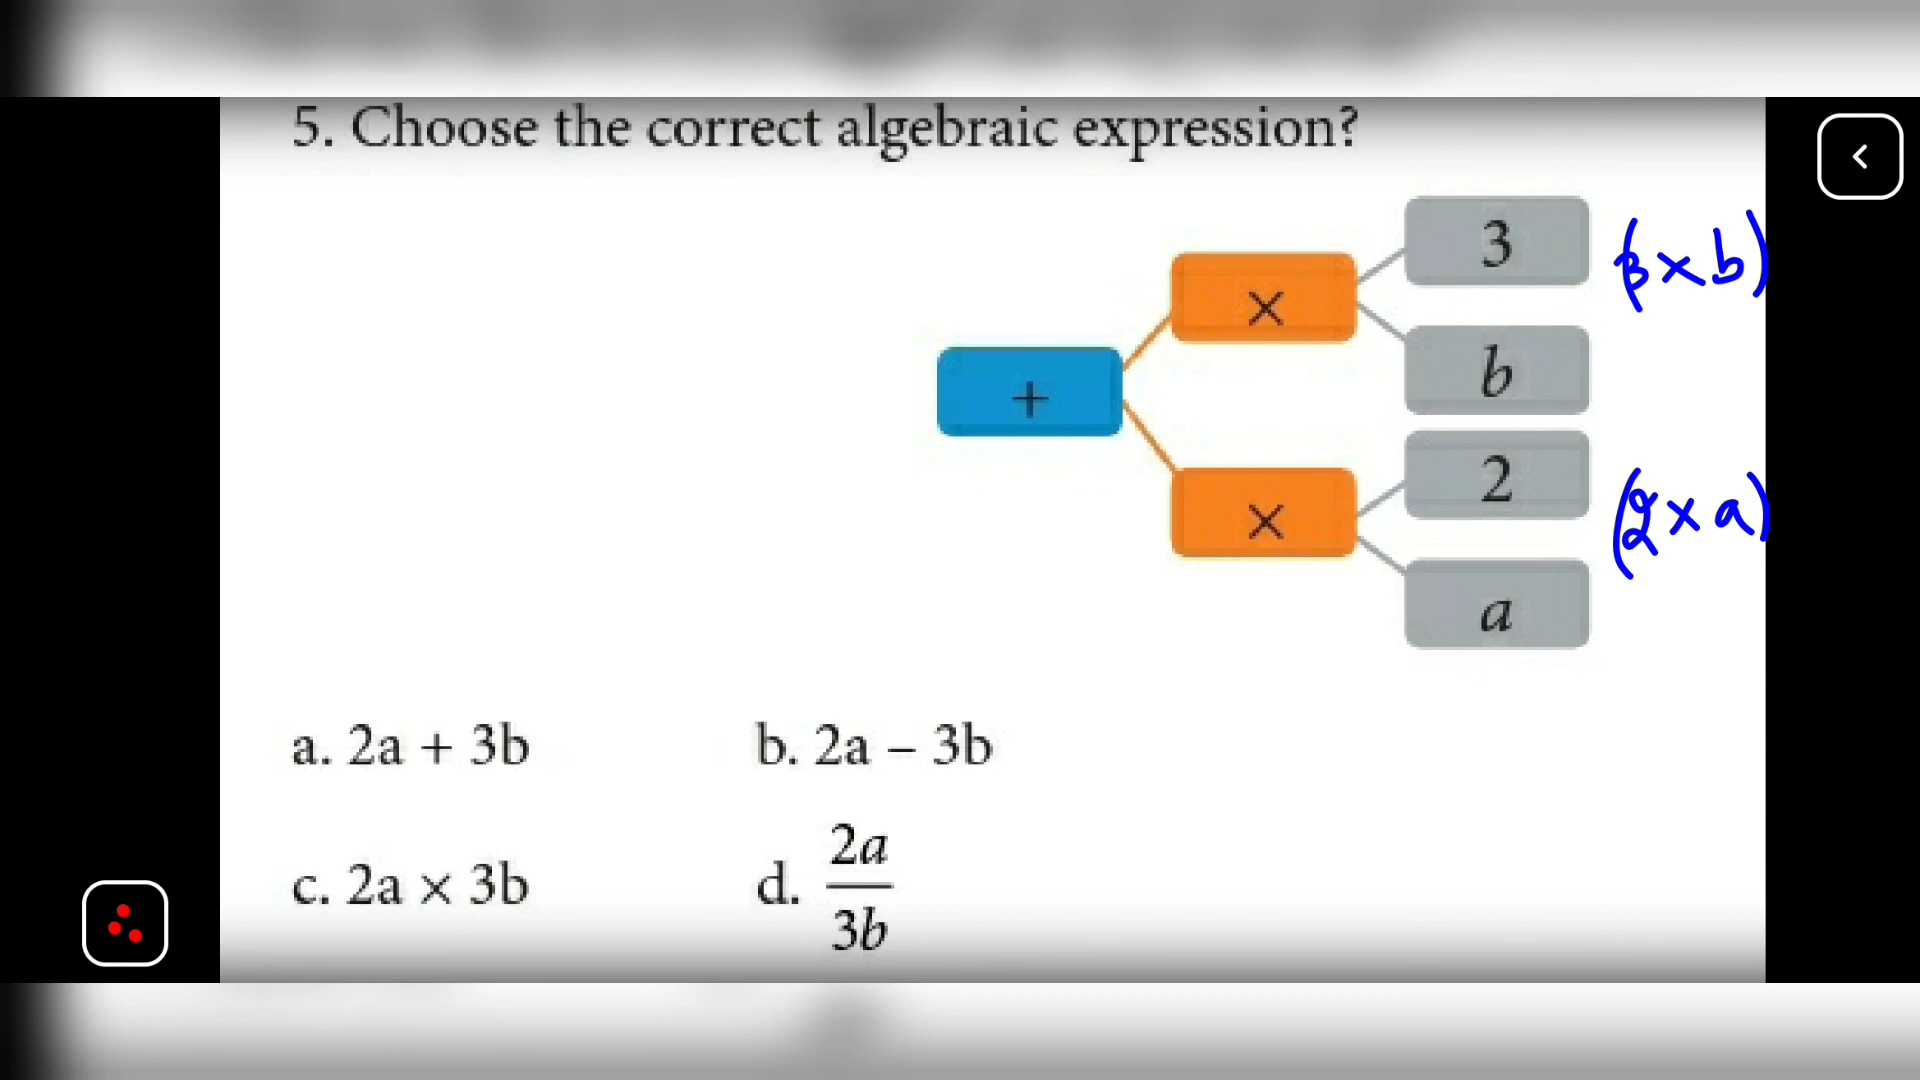 5. Choose the correct algebraic expression?
3
(3 × b)
×
b
+
2
(2 × a)
×
a
a. 2a + 3b
b. 2a – 3b
c. 2a × 3b
d. 2a
3b